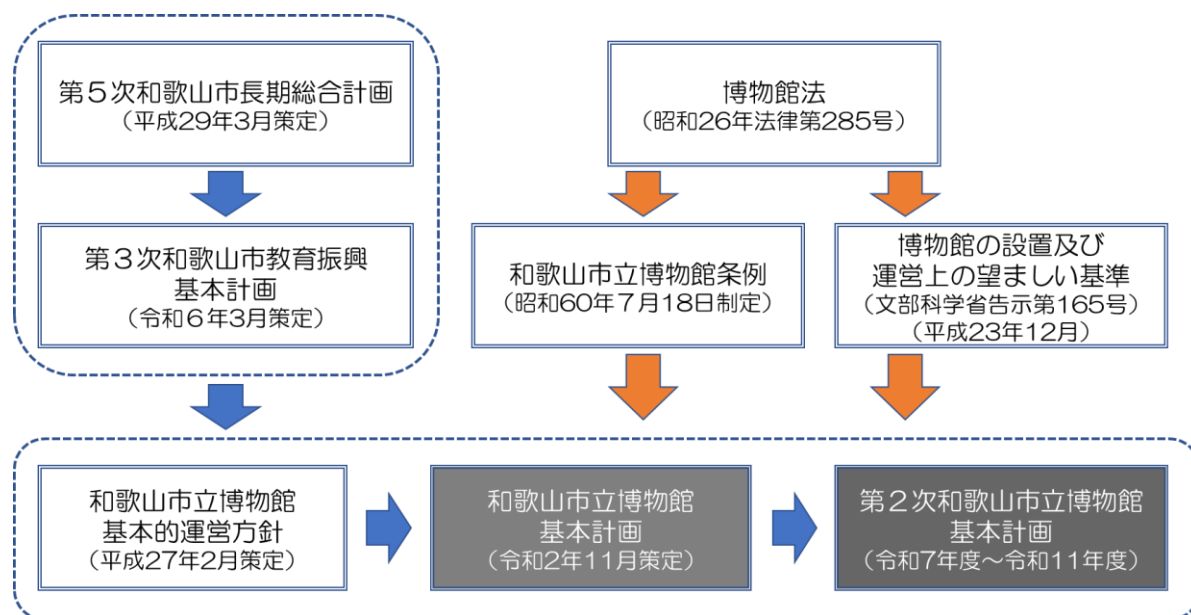 第５次和歌山市長期総合計画
（平成29年3月策定）
博物館法
（昭和26年法律第285号）
第３次和歌山市教育振興
基本計画
（令和６年3月策定）
和歌山市立博物館条例
（昭和60年７月18日制定）
博物館の設置及び
運営上の望ましい基準
（文部科学省告示第165号）
（平成23年12月）
和歌山市立博物館
基本的運営方針
（平成27年２月策定）
和歌山市立博物館
基本計画
（令和2年11月策定）
第２次和歌山市立博物館
基本計画
（令和7年度～令和11年度）